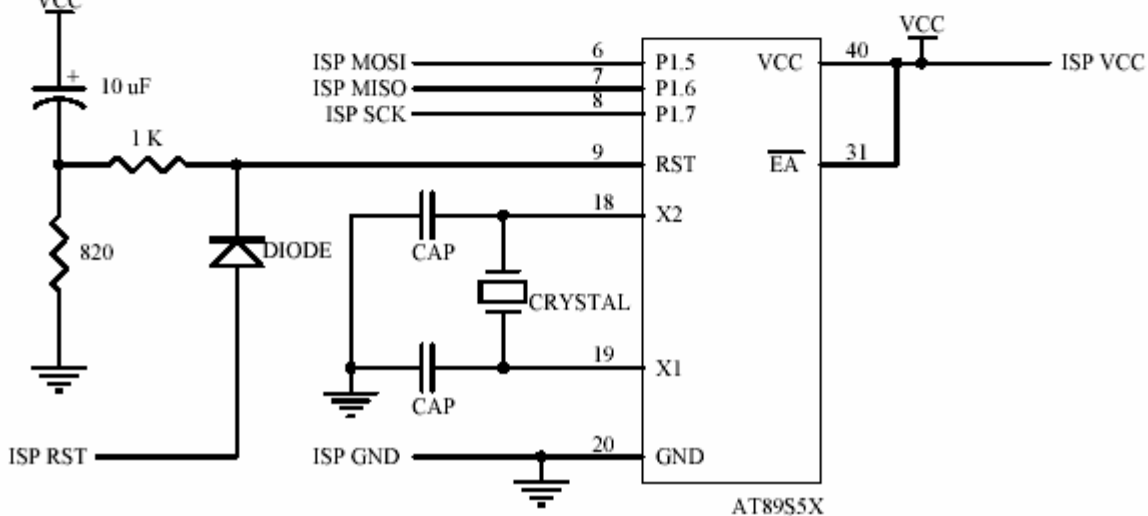 VCC
VCC
ISP MOSI 6 P1.5 VCC 40 ISP VCC
+ 10 uF
ISP MISO 7 P1.6
ISP SCK 8 P1.7
1 K
9 RST EA 31
18 X2
820
DIODE
CAP
CRYSTAL
19 X1
CAP
ISP RST
ISP GND 20 GND
AT89S5X